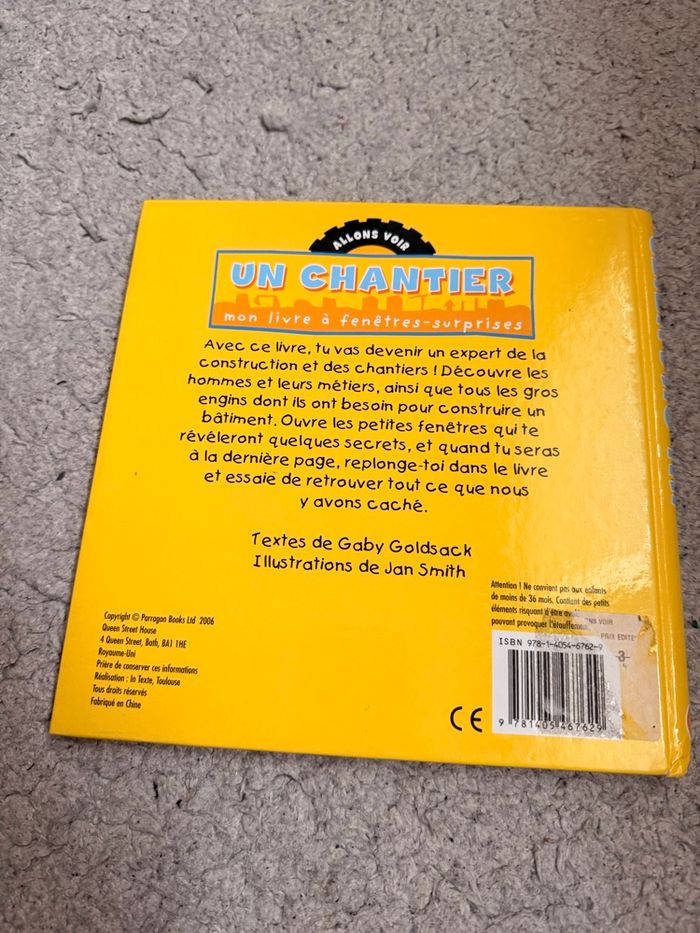 ALLONS VOIR
UN CHANTIER
mon livre à fenêtres-surprises
Avec ce livre, tu vas devenir un expert de la
construction et des chantiers ! Découvre les
hommes et leurs métiers, ainsi que tous les gros
engins dont ils ont besoin pour construire un
bâtiment. Ouvre les petites fenêtres qui te
révéleront quelques secrets, et quand tu seras
à la dernière page, replonge-toi dans le livre
et essaie de retrouver tout ce que nous
y avons caché.
Textes de Gaby Goldsack
Illustrations de Jan Smith
Attention ! Ne convient pas aux enfants
de moins de 36 mois. Contient des petits
éléments risquant d'être
pouvant provoquer
VOIR
PRIX
Copyright © Parragon Books Ltd 2006
Queen Street House
4 Queen Street, Bath, BA1 1HE
Royaume-Uni
Prière de conserver ces informations
Réalisation : In Texte, Toulouse
Tous droits réservés
Fabriqué en Chine
CE
ISBN 978-1-4054-6762-9
9 781405 467629